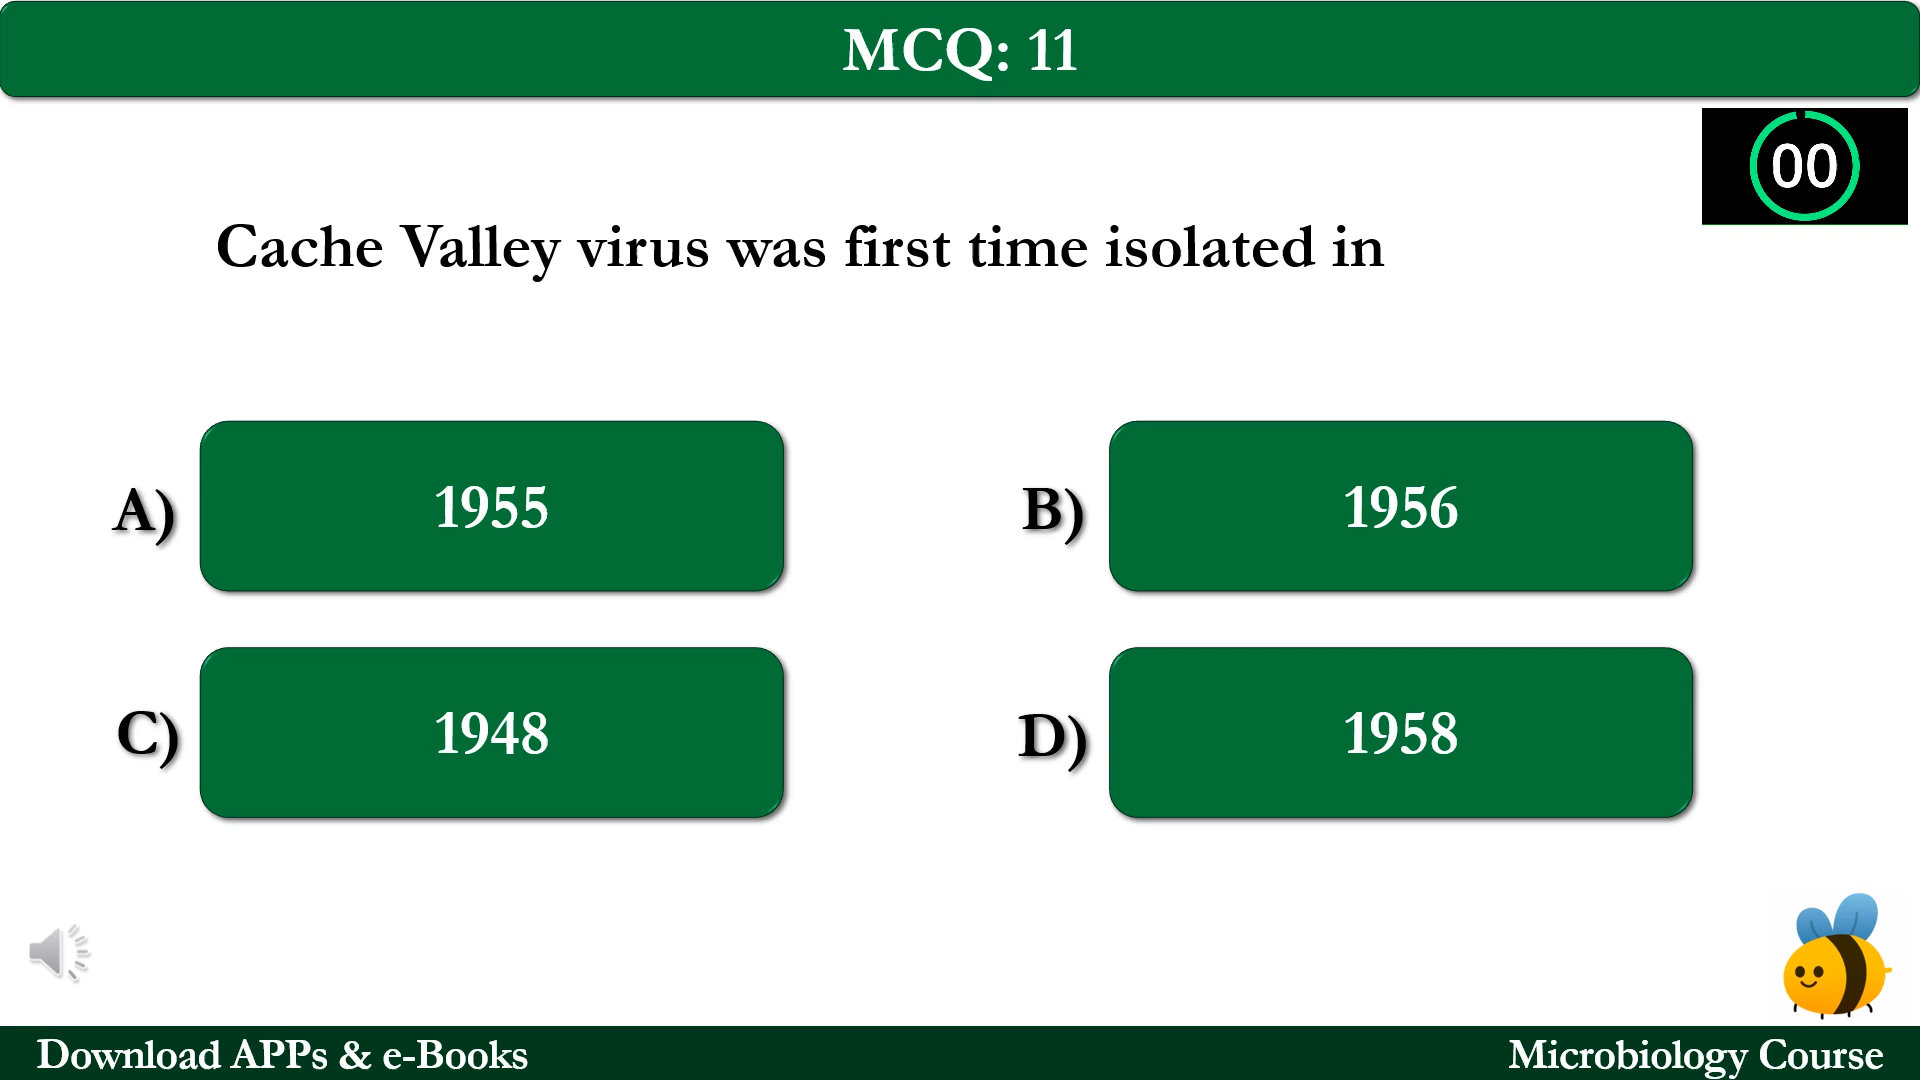 MCQ: 11
00
Cache Valley virus was first time isolated in
A) 1955
B) 1956
C) 1948
D) 1958
Download APPs & e-Books
Microbiology Course